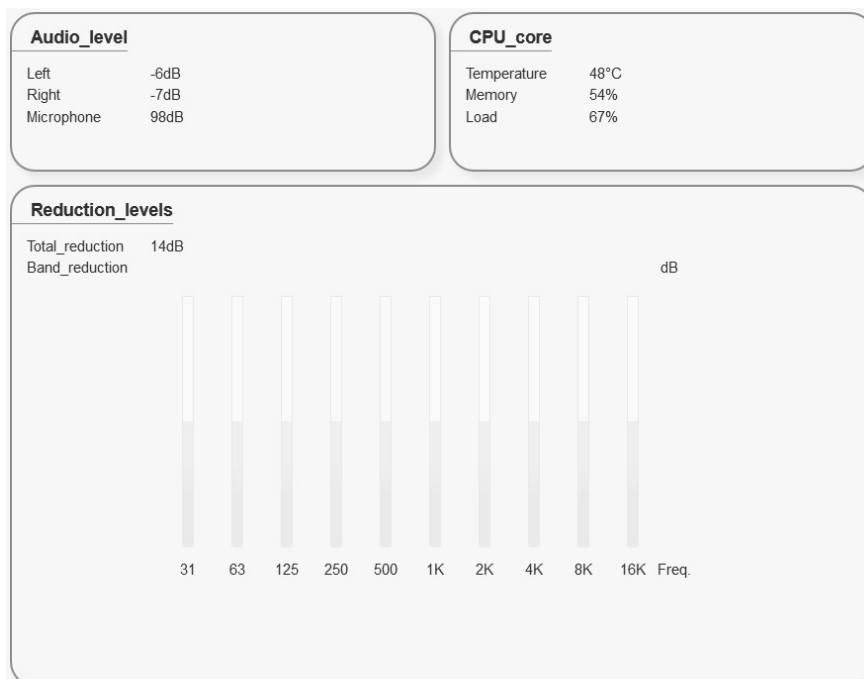 Audio_level
Left -6dB
Right -7dB
Microphone 98dB
CPU_core
Temperature 48°C
Memory 54%
Load 67%
Reduction_levels
Total_reduction 14dB
Band_reduction dB
31 63 125 250 500 1K 2K 4K 8K 16K Freq.